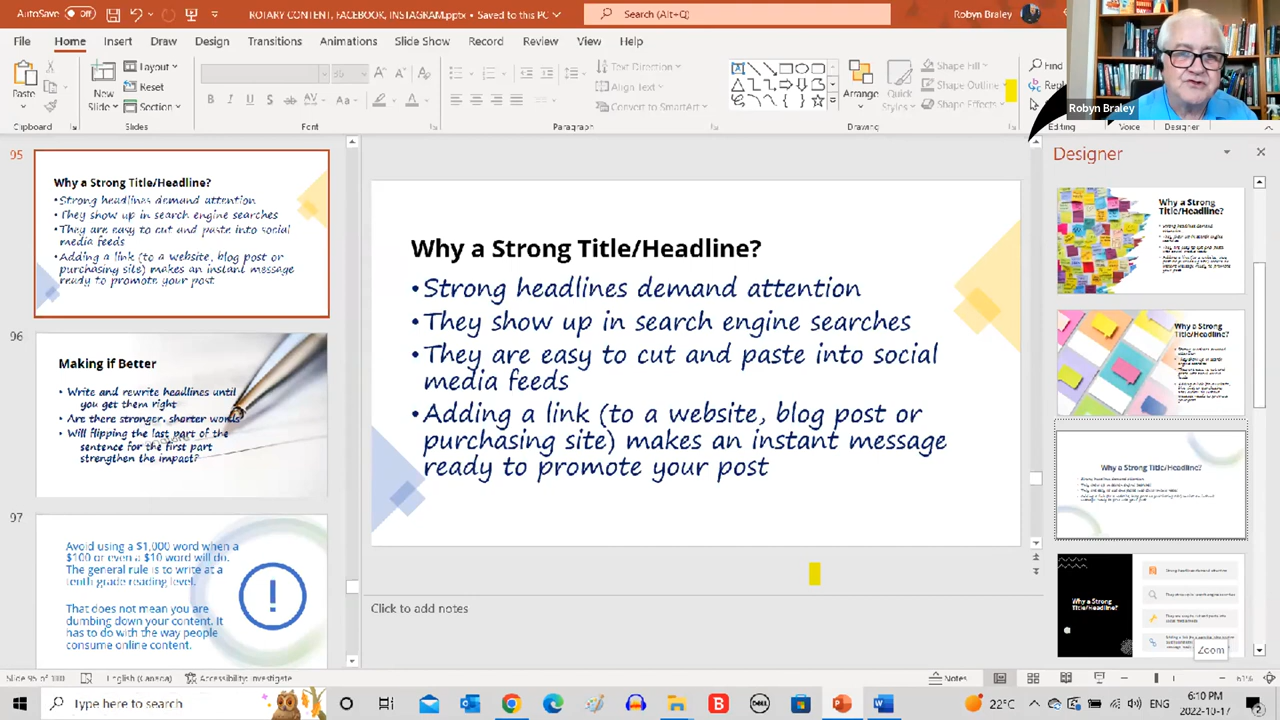 AutoSave Off
ROTARY CONTENT, FACEBOOK, INSTAGRAM.pptx • Saved to this PC
Search (Alt+Q)
Robyn Braley
File Home Insert Draw Design Transitions Animations Slide Show Record Review View Help
Paste
New Slide
Layout
Reset
Section
36
Text Direction
Align Text
Convert to SmartArt
Arrange
Quick Styles
Shape Fill
Shape Outline
Shape Effects
Find
Clipboard Slides Font Paragraph Drawing Editing Voice Designer
Robyn Braley
95
Why a Strong Title/Headline?
•Strong headlines demand attention
•They show up in search engine searches
•They are easy to cut and paste into social
media feeds
•Adding a link (to a website, blog post or
purchasing site) makes an instant message
ready to promote your post
96
Making if Better
• Write and rewrite headlines until
you get them right
• Are there stronger, shorter words
• Will flipping the last part of the
sentence for the first part
strengthen the impact?
97
Avoid using a $1,000 word when a
$100 or even a $10 word will do.
The general rule is to write at a
tenth grade reading level.
That does not mean you are
dumbing down your content. It
has to do with the way people
consume online content.
Why a Strong Title/Headline?
•Strong headlines demand attention
•They show up in search engine searches
•They are easy to cut and paste into social
media feeds
•Adding a link (to a website, blog post or
purchasing site) makes an instant message
ready to promote your post
Click to add notes
Designer
Why a Strong
Title/Headline?
Why a Strong
Title/Headline?
Why a Strong Title/Headline?
Why a Strong
Title/Headline?
Zoom
Slide 95 of 180
English (Canada)
Accessibility: Investigate
Notes
61%
Type here to search
22°C
ENG
6:10 PM
2022-10-17
2